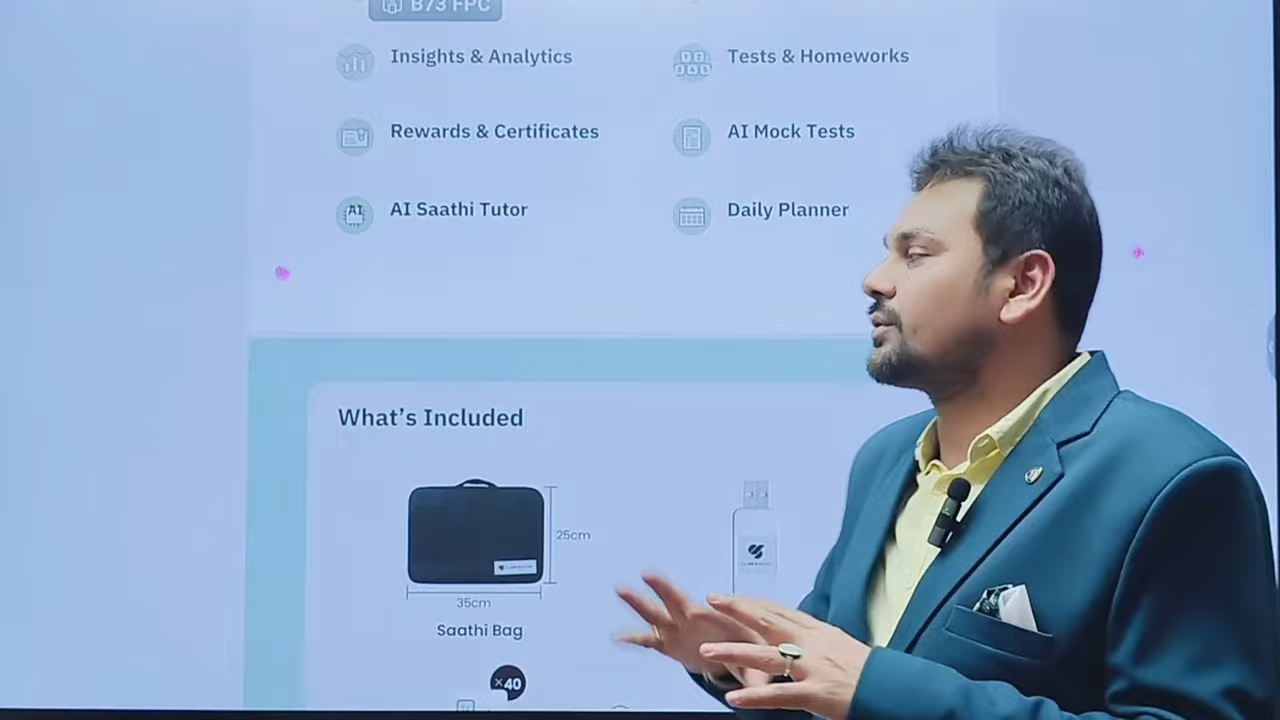 B73 FPC
Insights & Analytics
Tests & Homeworks
Rewards & Certificates
AI Mock Tests
AI
AI Saathi Tutor
Daily Planner
What's Included
25cm
35cm
Saathi Bag
×40